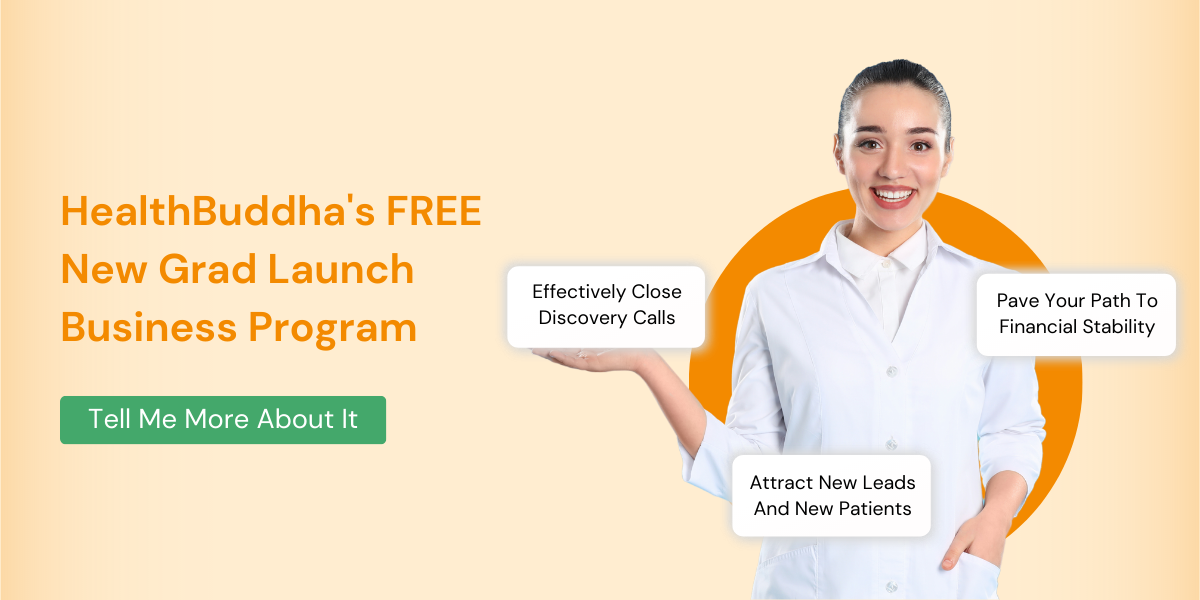 HealthBuddha's FREE
New Grad Launch
Business Program
Tell Me More About It
Effectively Close
Discovery Calls
Pave Your Path To
Financial Stability
Attract New Leads
And New Patients